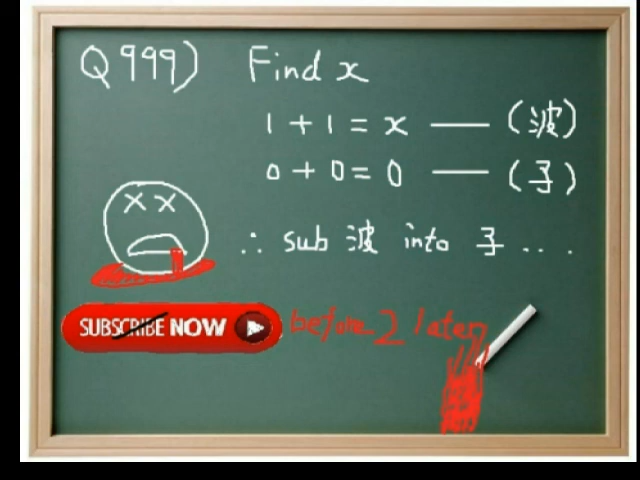 Q999) Find x
1 + 1 = x — (波)
0 + 0 = 0 — (子)
∴ sub 波 into 子 ...
SUBSCRIBE NOW before 2 later